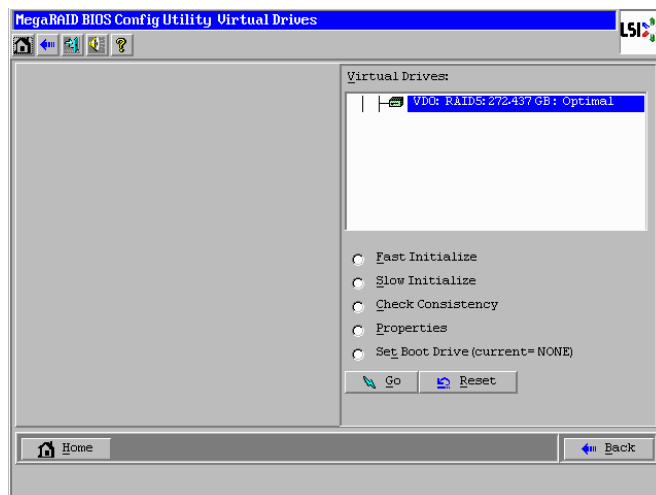 MegaRAID BIOS Config Utility Virtual Drives
LSI
Virtual Drives:
VD0: RAID5: 272.437 GB: Optimal
Fast Initialize
Slow Initialize
Check Consistency
Properties
Set Boot Drive (current= NONE)
Go
Reset
Home
Back